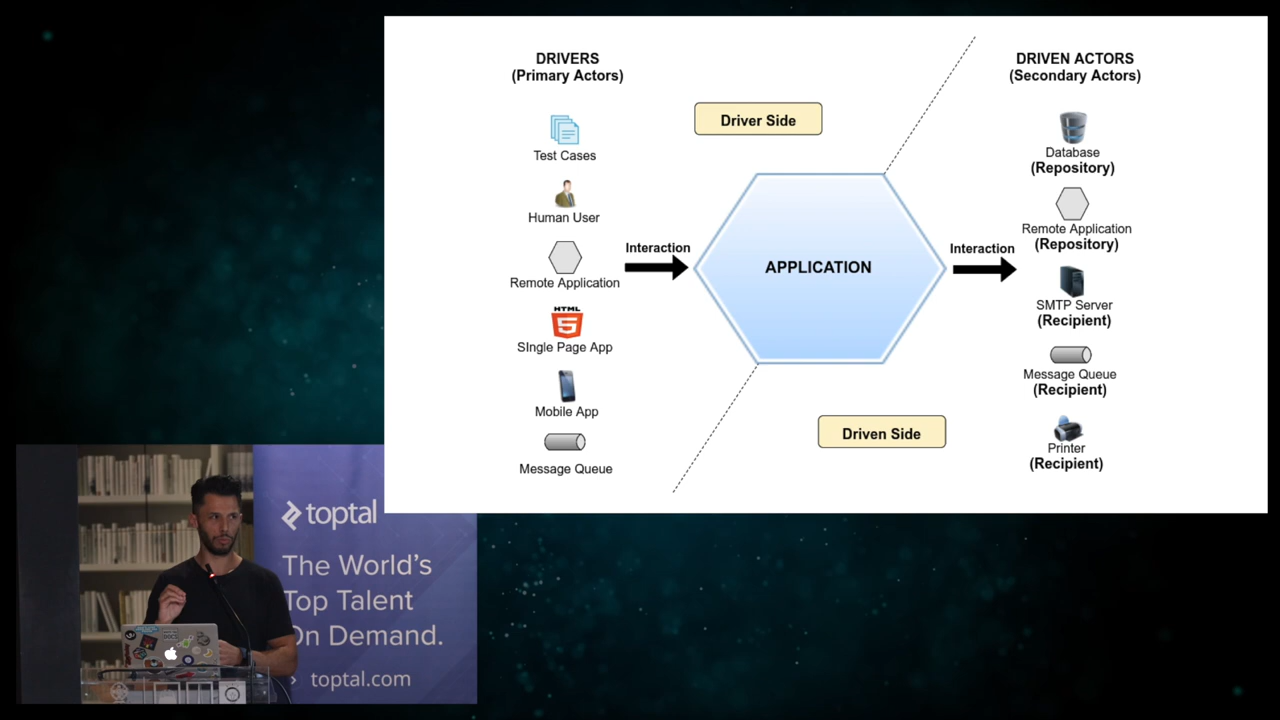 DRIVERS
(Primary Actors)
Test Cases
Human User
Remote Application
HTML
5
SIngle Page App
Mobile App
Message Queue
Driver Side
Interaction
APPLICATION
Interaction
Driven Side
DRIVEN ACTORS
(Secondary Actors)
Database
(Repository)
Remote Application
(Repository)
SMTP Server
(Recipient)
Message Queue
(Recipient)
Printer
(Recipient)
toptal
The World's
Top Talent
On Demand.
toptal.com